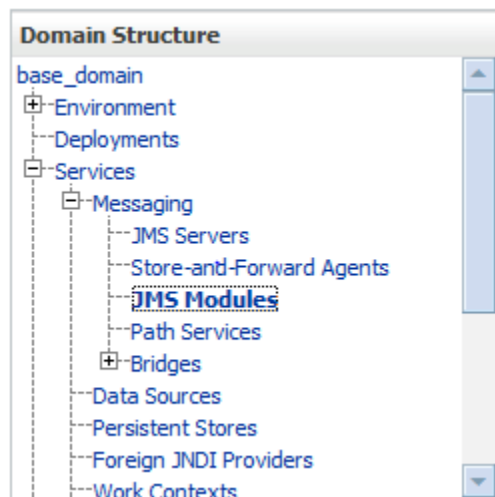 Domain Structure
base_domain
Environment
Deployments
Services
Messaging
JMS Servers
Store-and-Forward Agents
JMS Modules
Path Services
Bridges
Data Sources
Persistent Stores
Foreign JNDI Providers
Work Contexts